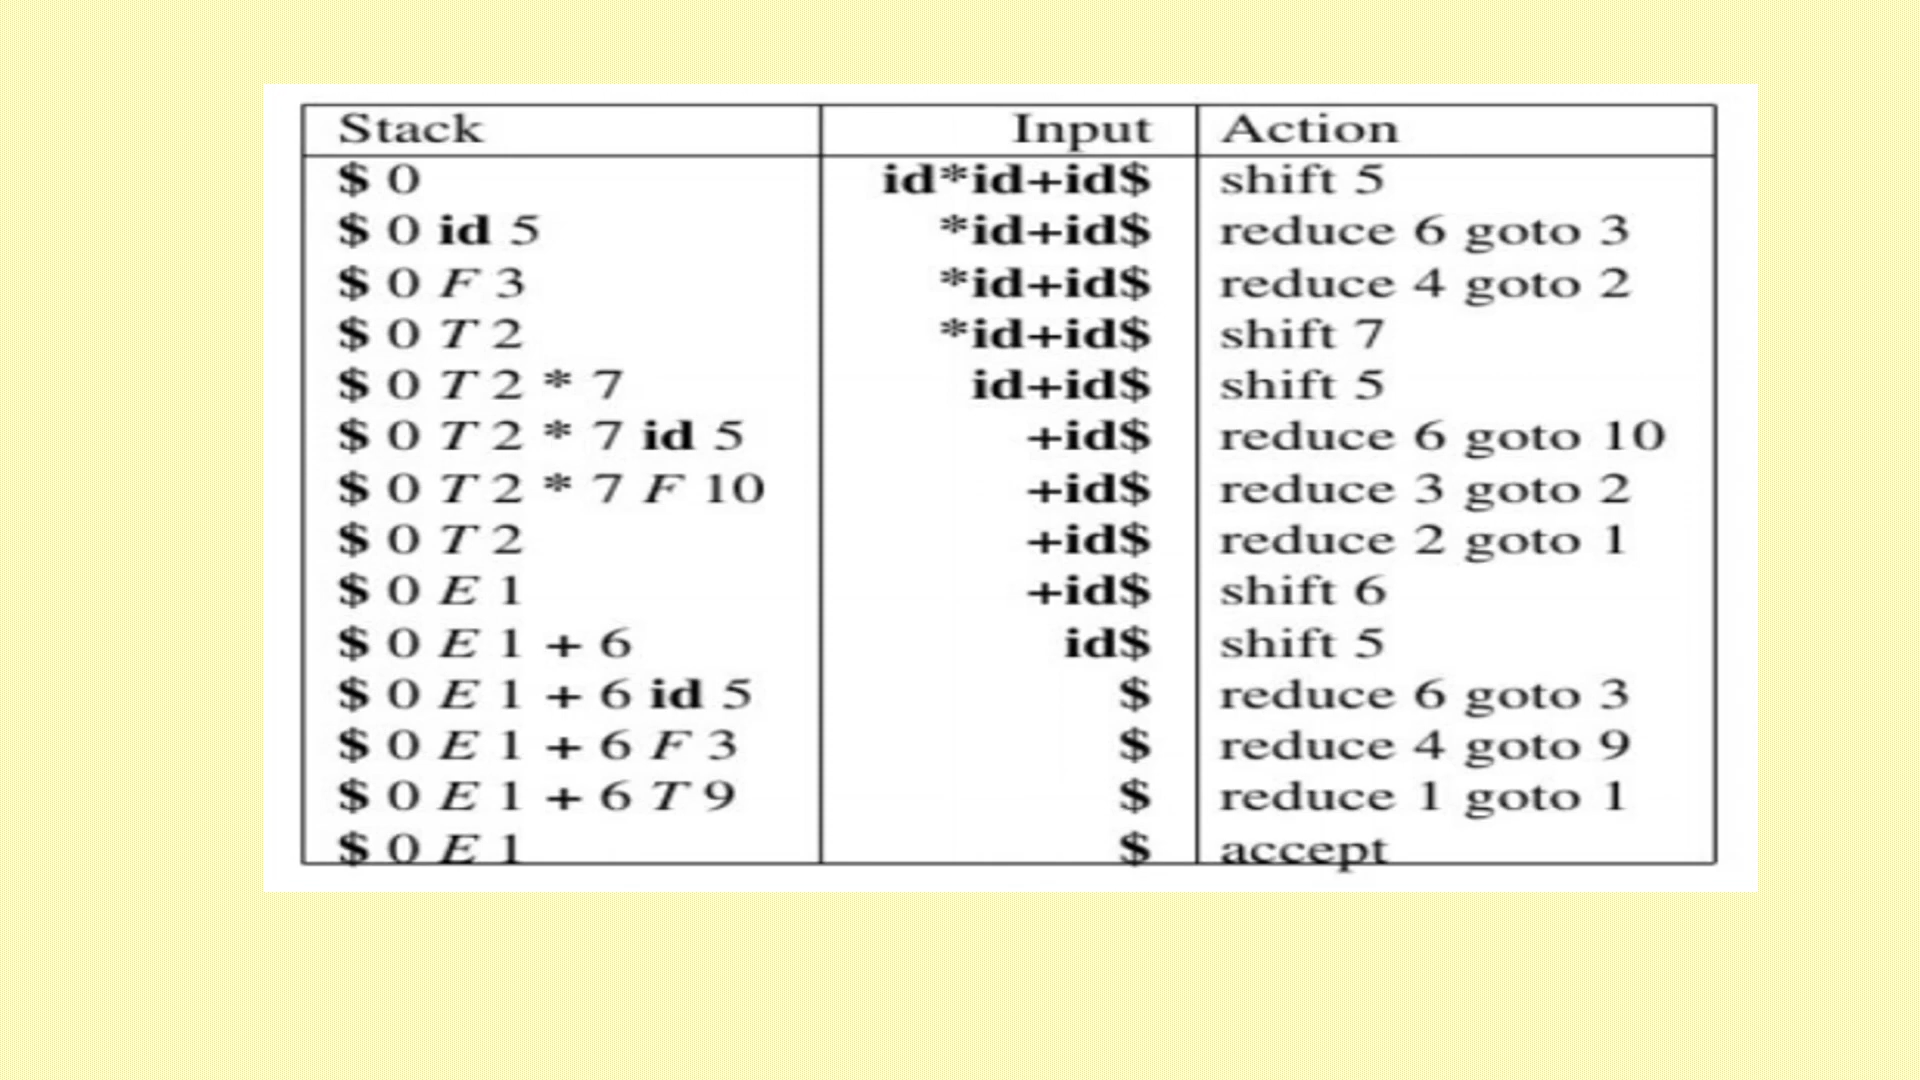 Stack Input Action
$ 0 id*id+id$ shift 5
$ 0 id 5 *id+id$ reduce 6 goto 3
$ 0 F 3 *id+id$ reduce 4 goto 2
$ 0 T 2 *id+id$ shift 7
$ 0 T 2 * 7 id+id$ shift 5
$ 0 T 2 * 7 id 5 +id$ reduce 6 goto 10
$ 0 T 2 * 7 F 10 +id$ reduce 3 goto 2
$ 0 T 2 +id$ reduce 2 goto 1
$ 0 E 1 +id$ shift 6
$ 0 E 1 + 6 id$ shift 5
$ 0 E 1 + 6 id 5 $ reduce 6 goto 3
$ 0 E 1 + 6 F 3 $ reduce 4 goto 9
$ 0 E 1 + 6 T 9 $ reduce 1 goto 1
$ 0 E 1 $ accept